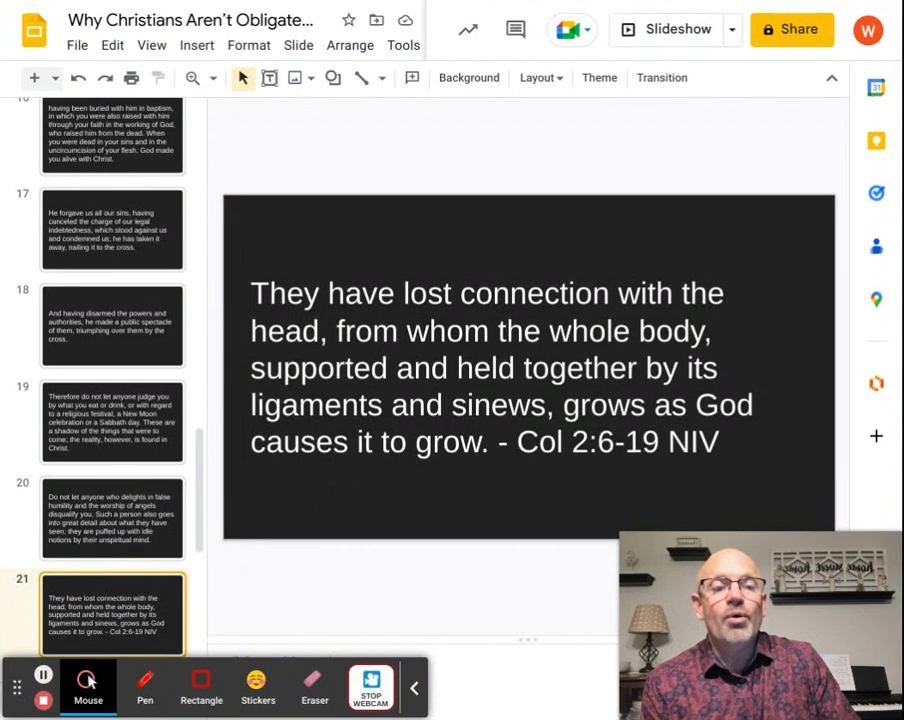 Why Christians Aren't Obligate...
File Edit View Insert Format Slide Arrange Tools
Slideshow
Share
W
Background Layout Theme Transition
31
16
having been buried with him in baptism,
in which you were also raised with him
through your faith in the working of God,
who raised him from the dead. When
you were dead in your sins and in the
uncircumcision of your flesh, God made
you alive with Christ.
17
He forgave us all our sins, having
canceled the charge of our legal
indebtedness, which stood against us
and condemned us; he has taken it
away, nailing it to the cross.
18
And having disarmed the powers and
authorities, he made a public spectacle
of them, triumphing over them by the
cross.
19
Therefore do not let anyone judge you
by what you eat or drink, or with regard
to a religious festival, a New Moon
celebration or a Sabbath day. These are
a shadow of the things that were to
come; the reality, however, is found in
Christ.
20
Do not let anyone who delights in false
humility and the worship of angels
disqualify you. Such a person also goes
into great detail about what they have
seen; they are puffed up with idle
notions by their unspiritual mind.
21
They have lost connection with the
head, from whom the whole body,
supported and held together by its
ligaments and sinews, grows as God
causes it to grow. - Col 2:6-19 NIV
They have lost connection with the
head, from whom the whole body,
supported and held together by its
ligaments and sinews, grows as God
causes it to grow. - Col 2:6-19 NIV
home sweet home
Mouse Pen Rectangle Stickers Eraser STOP
WEBCAM